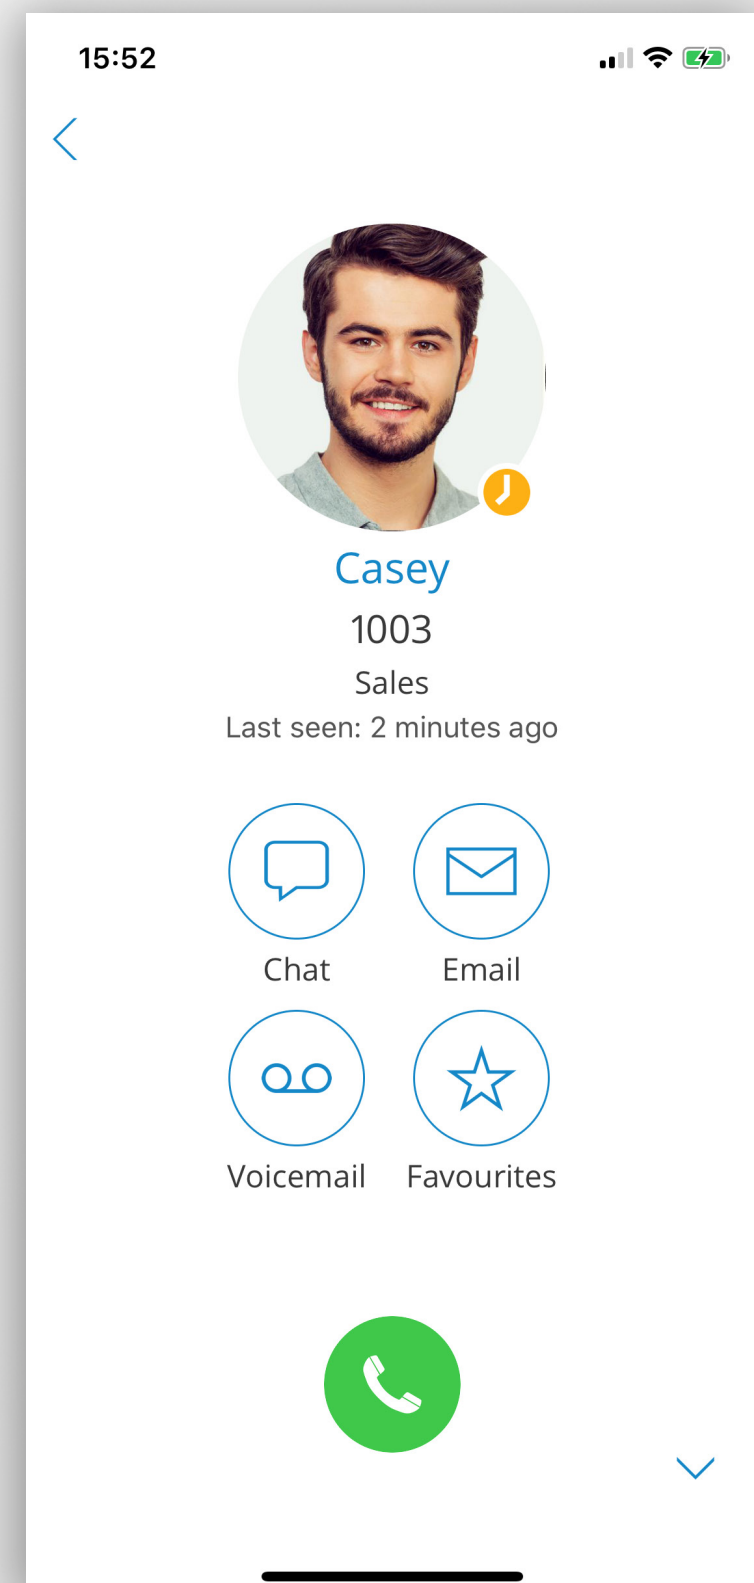 15:52
Casey
1003
Sales
Last seen: 2 minutes ago
Chat
Email
Voicemail
Favourites